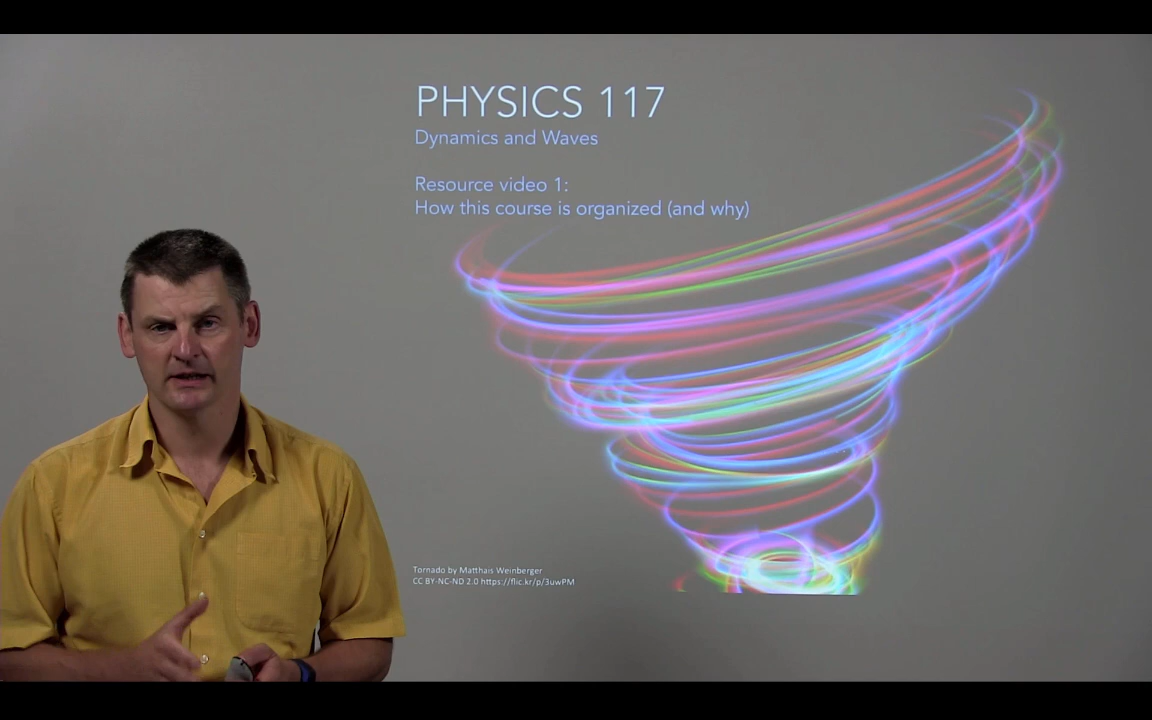 PHYSICS 117
Dynamics and Waves
Resource video 1:
How this course is organized (and why)
Tornado by Matthais Weinberger
CC BY-NC-ND 2.0 https://flic.kr/p/3uwPM